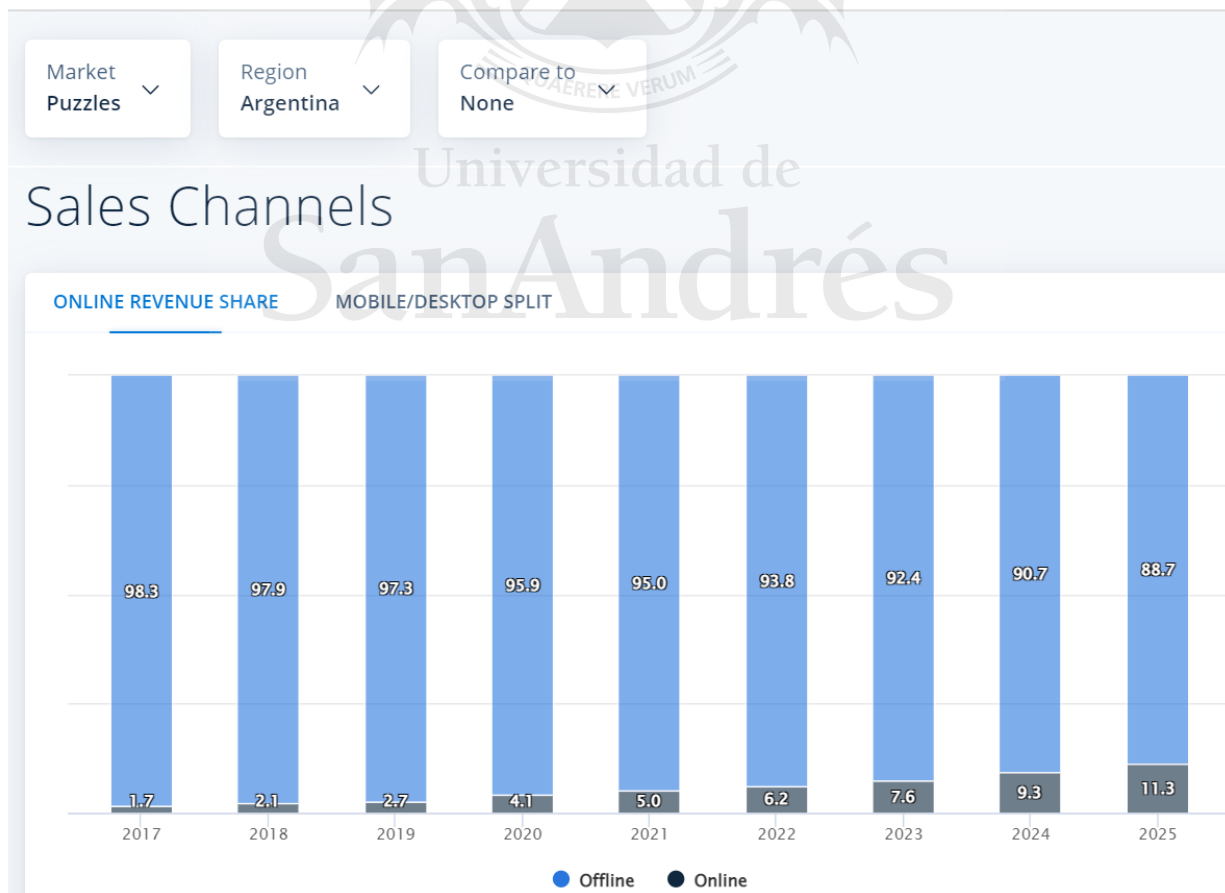 Market
Puzzles
Region
Argentina
Compare to
None
QUAERERE VERUM
Universidad de
SanAndrés
Sales Channels
ONLINE REVENUE SHARE
MOBILE/DESKTOP SPLIT
98.3 97.9 97.3 95.9 95.0 93.8 92.4 90.7 88.7
1.7 2.1 2.7 4.1 5.0 6.2 7.6 9.3 11.3
2017 2018 2019 2020 2021 2022 2023 2024 2025
Offline Online